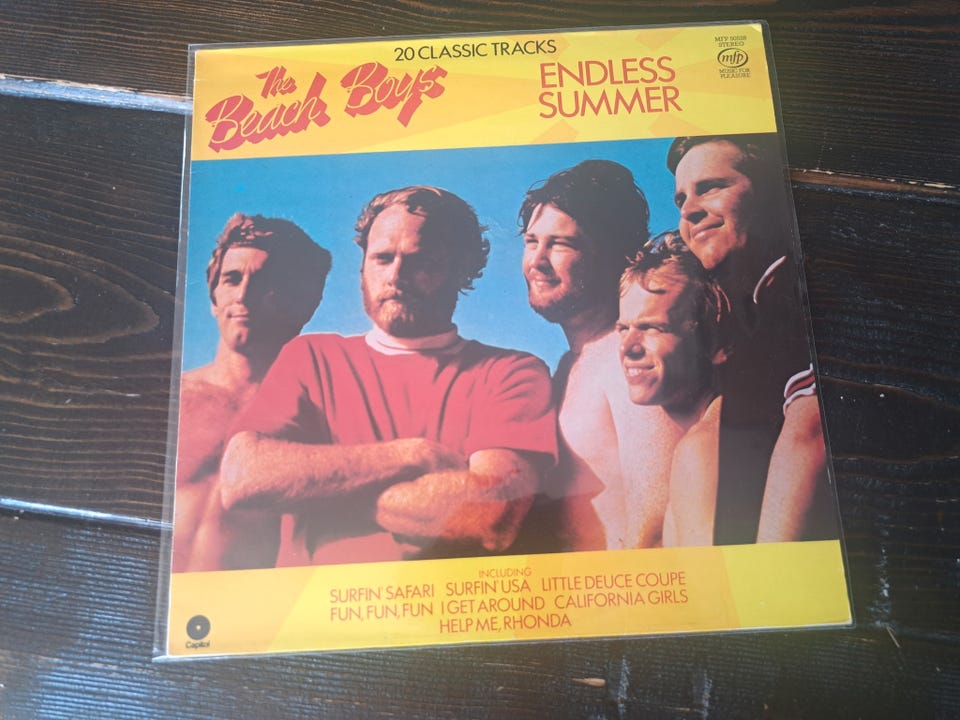 20 CLASSIC TRACKS
The
Beach Boys
ENDLESS
SUMMER
MFP 50528
STEREO
mfp
MUSIC FOR
PLEASURE
INCLUDING
SURFIN' SAFARI SURFIN' USA LITTLE DEUCE COUPE
FUN, FUN, FUN I GET AROUND CALIFORNIA GIRLS
HELP ME, RHONDA
Capitol